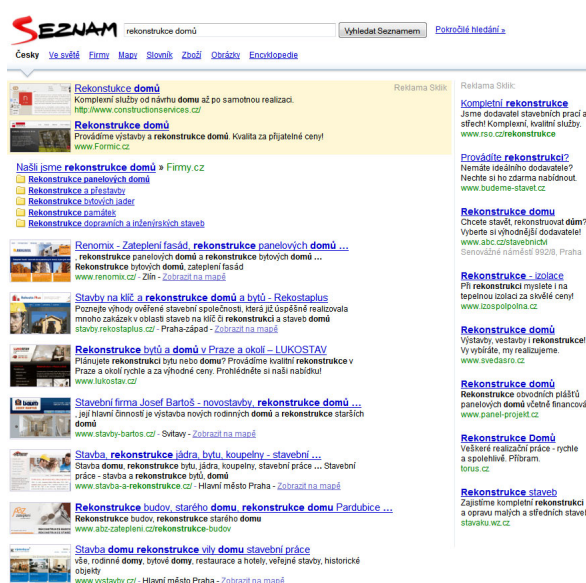 SEZNAM
rekonstrukce domů
Vyhledat Seznamem
Pokročilé hledání »
Česky Ve světě Firmy Mapy Slovník Zboží Obrázky Encyklopedie
Rekonstukce domů
Reklama Sklik
Komplexní služby od návrhu domu až po samotnou realizaci.
http://www.constructionservices.cz/
Rekonstrukce domů
Provádíme výstavby a rekonstrukce domů. Kvalita za přijatelné ceny!
www.Formic.cz
Našli jsme rekonstrukce domů » Firmy.cz
Rekonstrukce panelových domů
Rekonstrukce a přestavby
Rekonstrukce bytových jader
Rekonstrukce památek
Rekonstrukce dopravních a inženýrských staveb
Renomix - Zateplení fasád, rekonstrukce panelových domů ...
, rekonstrukce panelových domů a rekonstrukce bytových domů ...
Rekonstrukce bytových domů, zateplení fasád
www.renomix.cz/ - Zlín - Zobrazit na mapě
Stavby na klíč a rekonstrukce domů a bytů - Rekostaplus
Poznejte výhody ověřené stavební společnosti, která již úspěšně realizovala
mnoho zakázek v oblasti staveb na klíč či rekonstrukcí a staveb domů
stavby.rekostaplus.cz/ - Praha-západ - Zobrazit na mapě
Rekonstrukce bytů a domů v Praze a okolí – LUKOSTAV
Plánujete rekonstrukci bytu nebo domu? Provádíme kvalitní rekonstrukce v
Praze a okolí rychle a za výhodné ceny. Prohlédněte si naši nabídku!
www.lukostav.cz/
Stavební firma Josef Bartoš - novostavby, rekonstrukce domů ...
, její hlavní činností je výstavba nových rodinných domů a rekonstrukce starších
domů
www.stavby-bartos.cz/ - Svitavy - Zobrazit na mapě
Stavba, rekonstrukce jádra, bytu, koupelny - stavební ...
Stavba domu, rekonstrukce bytu, jádra, koupelny, stavební práce ... Stavební
práce - stavba a rekonstrukce bytů, domů
www.stavba-a-rekonstrukce.cz/ - Hlavní město Praha - Zobrazit na mapě
Rekonstrukce budov, starého domu, rekonstrukce domu Pardubice ...
Rekonstrukce budov, rekonstrukce starého domu
www.abz-zatepleni.cz/rekonstrukce-budov
Stavba domu rekonstrukce vily domu stavební práce
vše, rodinné domy, bytové domy, restaurace a hotely, veřejné stavby, historické
objekty
www.vystavby.cz/ - Hlavní město Praha - Zobrazit na mapě
Reklama Sklik:
Kompletní rekonstrukce
Jsme dodavatel stavebních prací a
střech! Komplexní, kvalitní služby.
www.rso.cz/rekonstrukce
Provádíte rekonstrukci?
Nemáte ideálního dodavatele?
Nechte si ho zdarma nabídnout.
www.budeme-stavet.cz
Rekonstrukce domu
Chcete stavět, rekonstruovat dům?
Vyberte si výhodnější dodavatele!
www.abc.cz/stavebnictvi
Senovážné náměstí 992/8, Praha
Rekonstrukce - izolace
Při rekonstrukci myslete i na
tepelnou izolaci za skvělé ceny!
www.izospolpolna.cz
Rekonstrukce domů
Výstavby, vestavby i rekonstrukce!
Vy vybíráte, my realizujeme.
www.svedasro.cz
Rekonstrukce domů
Rekonstrukce obvodních plášťů
panelových domů včetně financová
www.panel-projekt.cz
Rekonstrukce Domů
Veškeré realizační práce - rychle
a spolehlivě. Příbram.
torus.cz
Rekonstrukce staveb
Zajistíme kompletní rekonstrukci
a opravu malých a středních staveb
stavaku.wz.cz